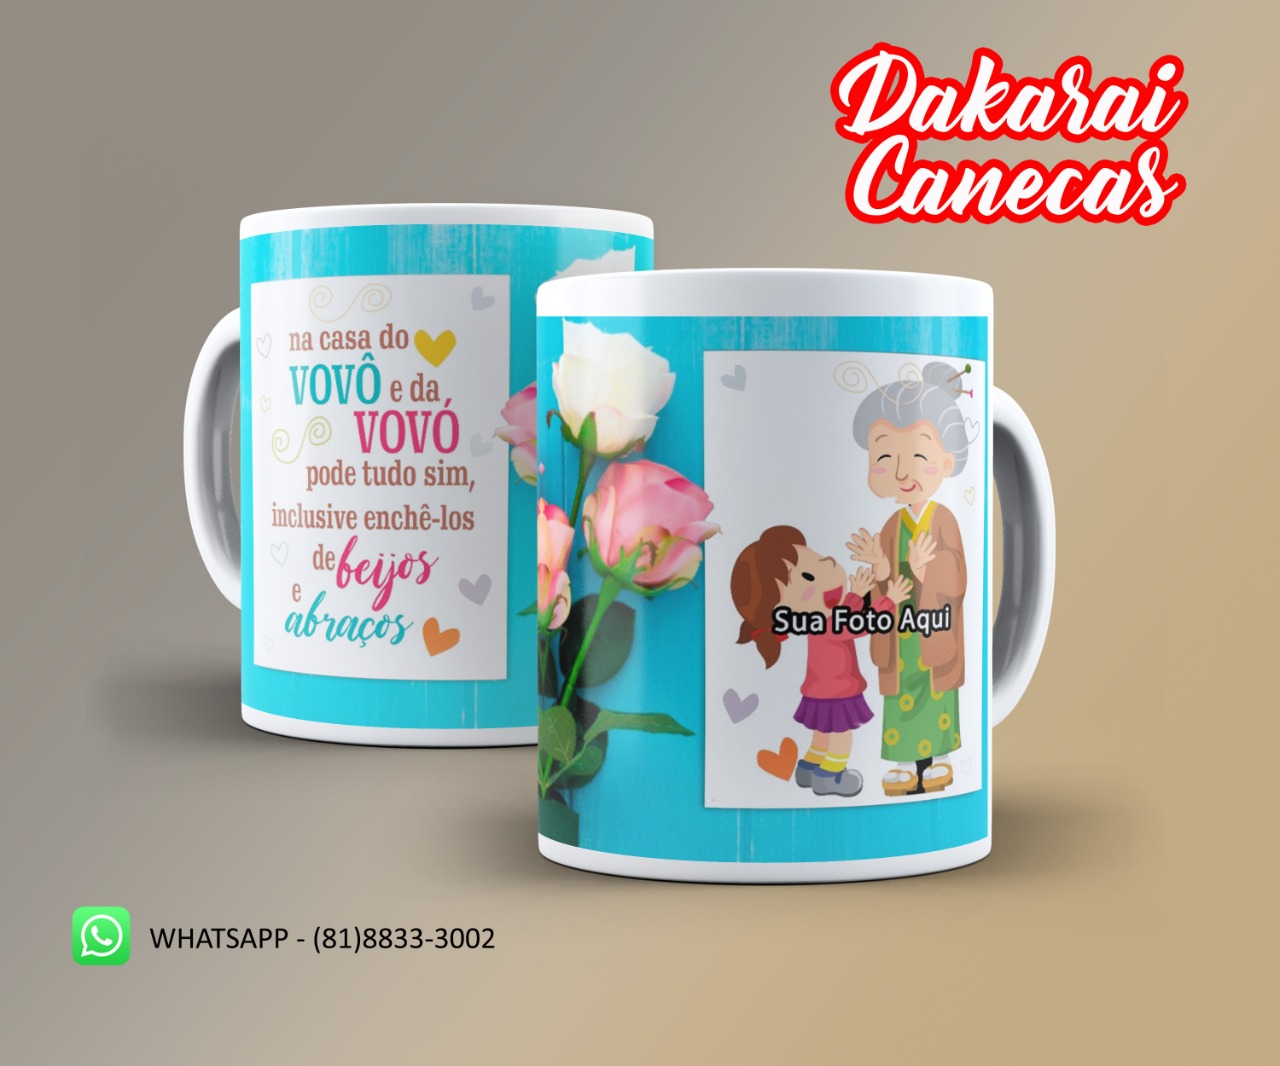 Dakarai
Canecas
na casa do
VOVÔ e da
VOVÓ
pode tudo sim,
inclusive enchê-los
de beijos
e
abraços
Sua Foto Aqui
WHATSAPP - (81)8833-3002